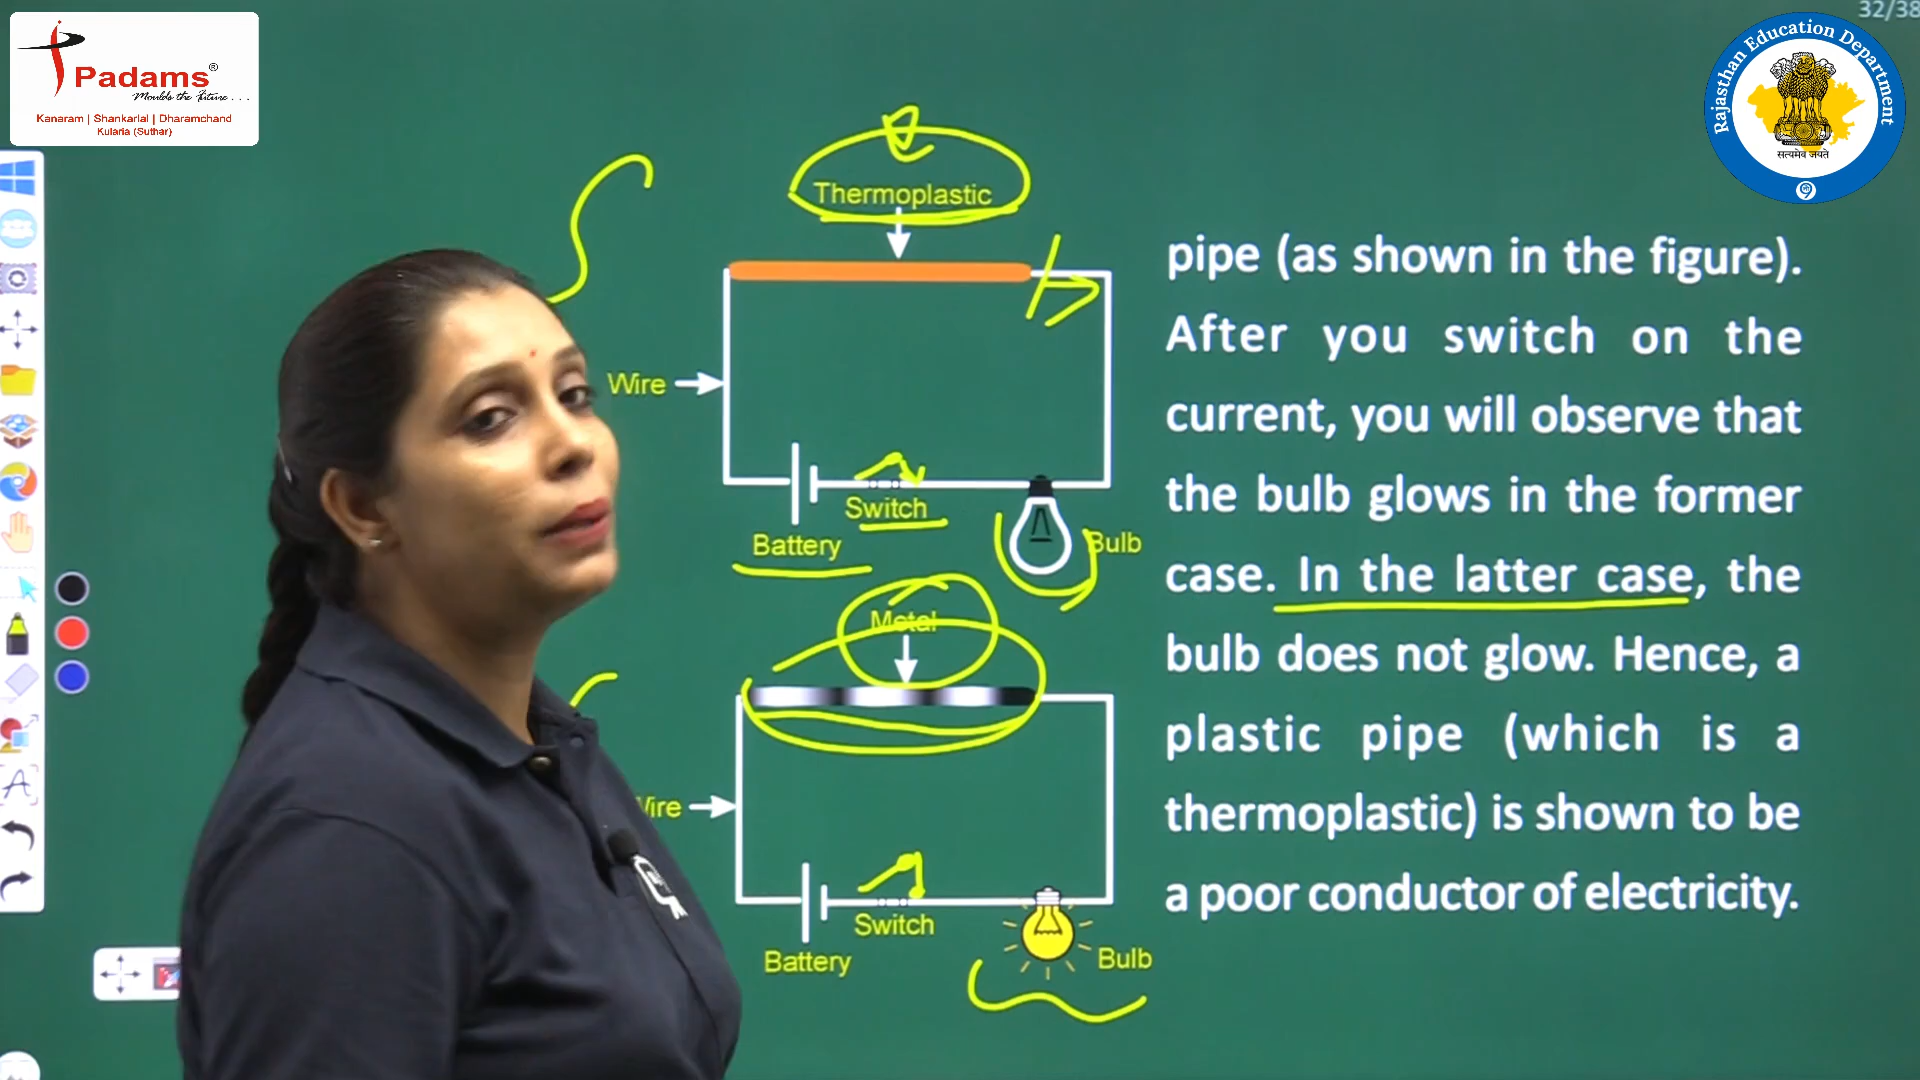 32/38
Padams®
Moulds the Future . . .
Kanaram | Shankarlal | Dharamchand
Kularia (Suthar)
Rajasthan Education Department
सत्यमेव जयते
Thermoplastic
Wire
Switch
Battery
Bulb
Metal
Wire
Switch
Battery
Bulb
pipe (as shown in the figure).
After you switch on the
current, you will observe that
the bulb glows in the former
case. In the latter case, the
bulb does not glow. Hence, a
plastic pipe (which is a
thermoplastic) is shown to be
a poor conductor of electricity.